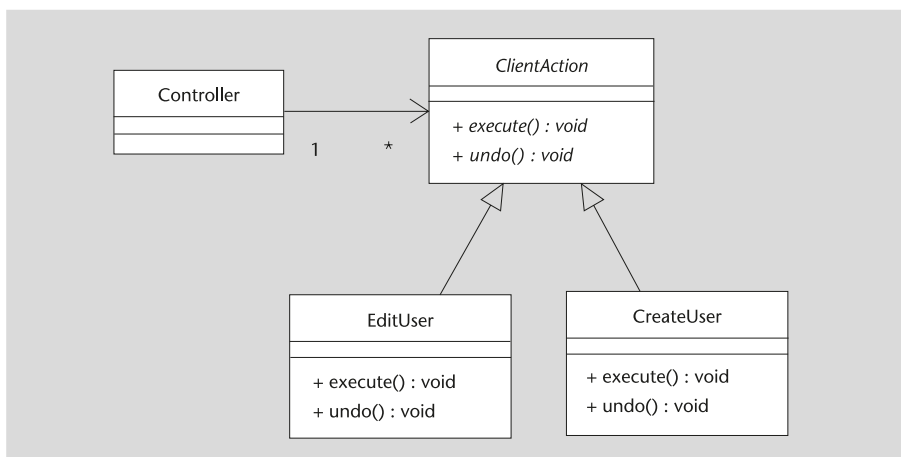 Controller
1
*
ClientAction
+ execute() : void
+ undo() : void
EditUser
+ execute() : void
+ undo() : void
CreateUser
+ execute() : void
+ undo() : void